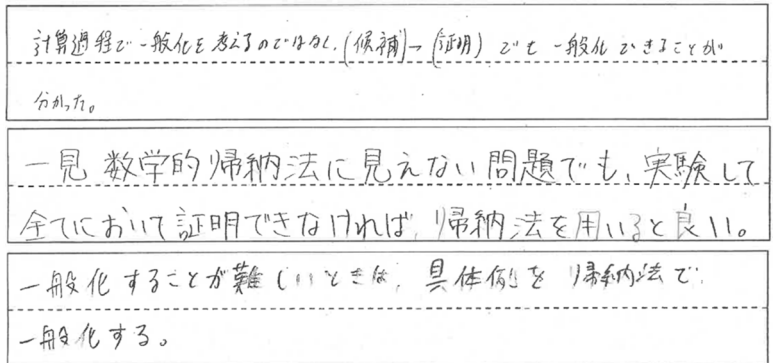 計算過程で一般化を考えるのではなく、(候補)→(証明)でも一般化できることが
分かった。
一見数学的帰納法に見えない問題でも、実験して
全てにおいて証明できなければ、帰納法を用いると良い。
一般化することが難しいときは、具体例を帰納法で
一般化する。